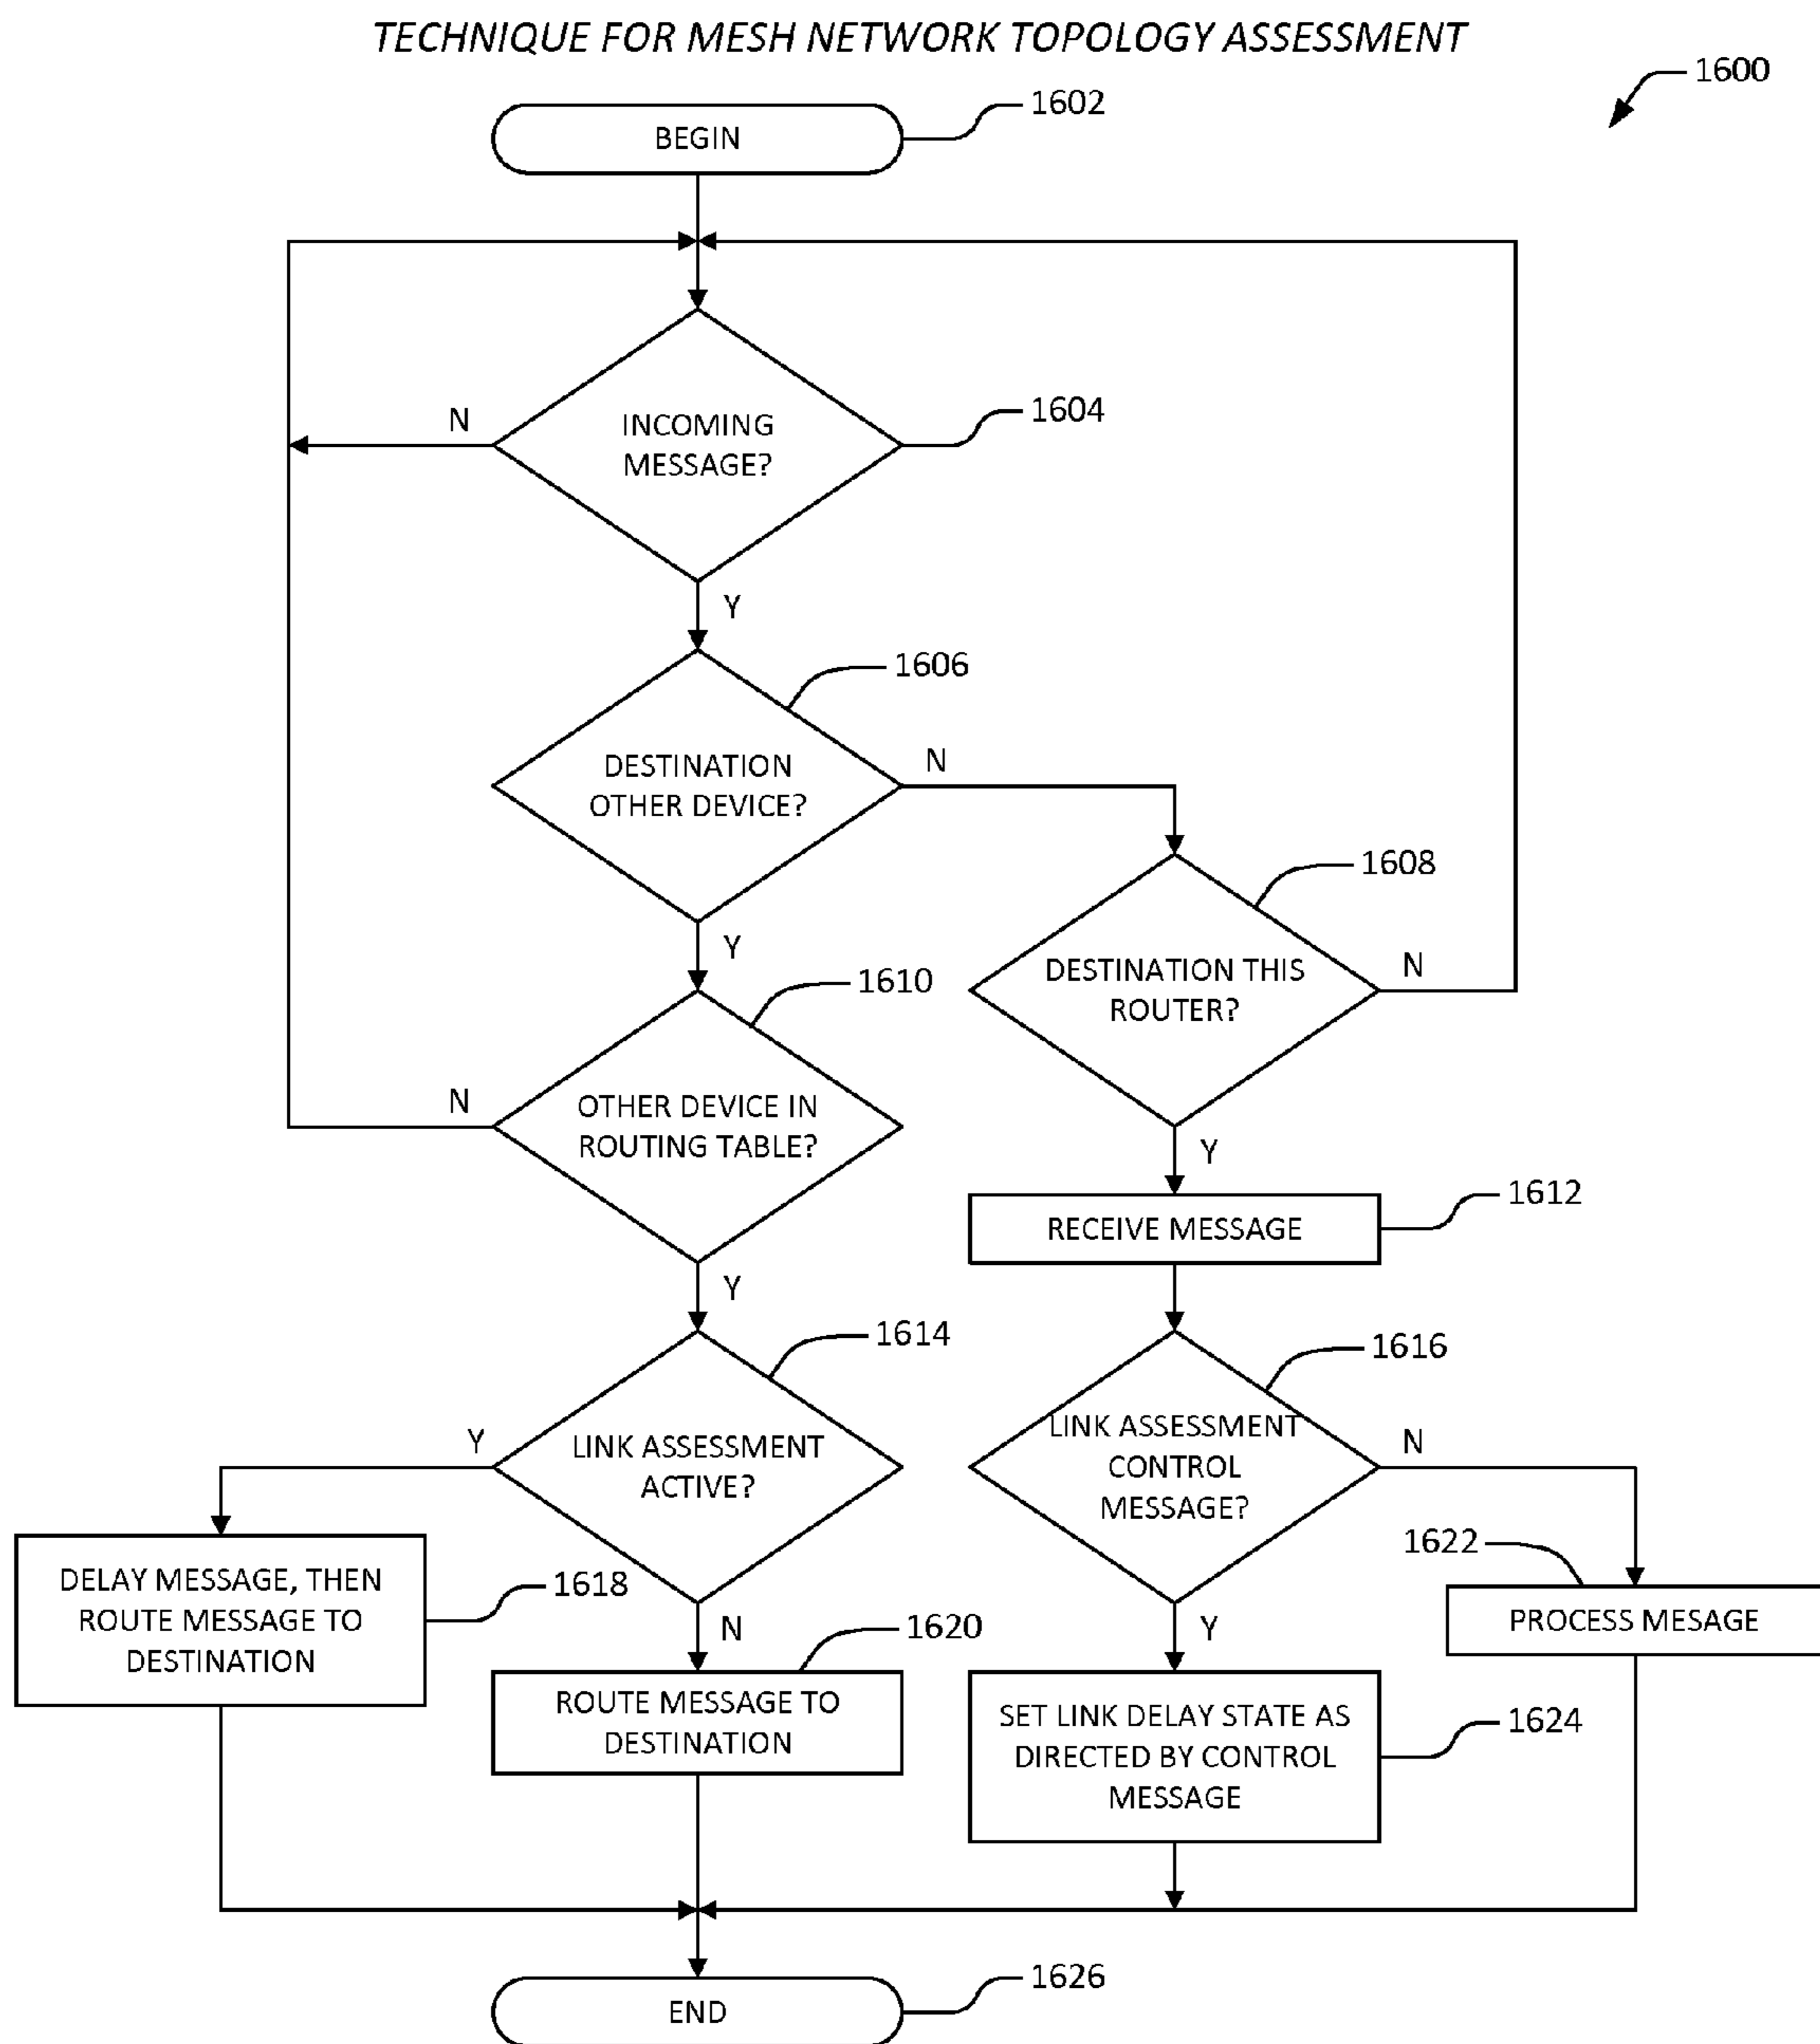 TECHNIQUE FOR MESH NETWORK TOPOLOGY ASSESSMENT
1600
1602
BEGIN
1604
N
INCOMING
MESSAGE?
Y
1606
DESTINATION
OTHER DEVICE?
N
1608
Y
1610
DESTINATION THIS
ROUTER?
N
N
OTHER DEVICE IN
ROUTING TABLE?
Y
1612
RECEIVE MESSAGE
Y
1614
1616
Y
LINK ASSESSMENT
ACTIVE?
LINK ASSESSMENT
CONTROL
MESSAGE?
N
1622
DELAY MESSAGE, THEN
ROUTE MESSAGE TO
DESTINATION
1618
N
1620
Y
PROCESS MESAGE
ROUTE MESSAGE TO
DESTINATION
SET LINK DELAY STATE AS
DIRECTED BY CONTROL
MESSAGE
1624
1626
END